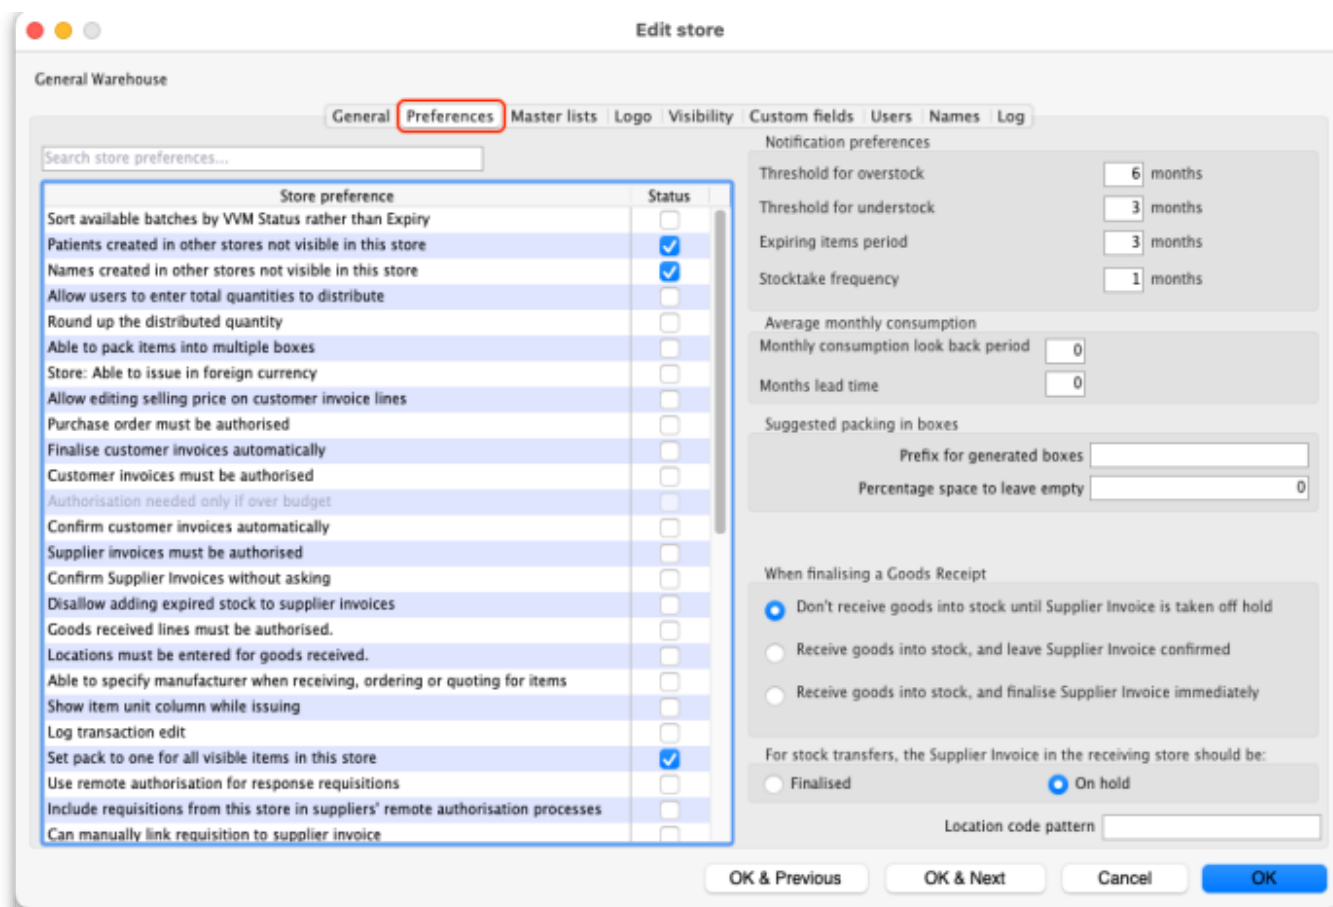 Edit store
General Warehouse
General Preferences Master lists Logo Visibility Custom fields Users Names Log
Search store preferences...
Store preference Status
Sort available batches by VVM Status rather than Expiry
Patients created in other stores not visible in this store
Names created in other stores not visible in this store
Allow users to enter total quantities to distribute
Round up the distributed quantity
Able to pack items into multiple boxes
Store: Able to issue in foreign currency
Allow editing selling price on customer invoice lines
Purchase order must be authorised
Finalise customer invoices automatically
Customer invoices must be authorised
Authorisation needed only if over budget
Confirm customer invoices automatically
Supplier invoices must be authorised
Confirm Supplier Invoices without asking
Disallow adding expired stock to supplier invoices
Goods received lines must be authorised.
Locations must be entered for goods received.
Able to specify manufacturer when receiving, ordering or quoting for items
Show item unit column while issuing
Log transaction edit
Set pack to one for all visible items in this store
Use remote authorisation for response requisitions
Include requisitions from this store in suppliers' remote authorisation processes
Can manually link requisition to supplier invoice
Notification preferences
Threshold for overstock 6 months
Threshold for understock 3 months
Expiring items period 3 months
Stocktake frequency 1 months
Average monthly consumption
Monthly consumption look back period 0
Months lead time 0
Suggested packing in boxes
Prefix for generated boxes
Percentage space to leave empty 0
When finalising a Goods Receipt
Don't receive goods into stock until Supplier Invoice is taken off hold
Receive goods into stock, and leave Supplier Invoice confirmed
Receive goods into stock, and finalise Supplier Invoice immediately
For stock transfers, the Supplier Invoice in the receiving store should be:
Finalised On hold
Location code pattern
OK & Previous OK & Next Cancel OK